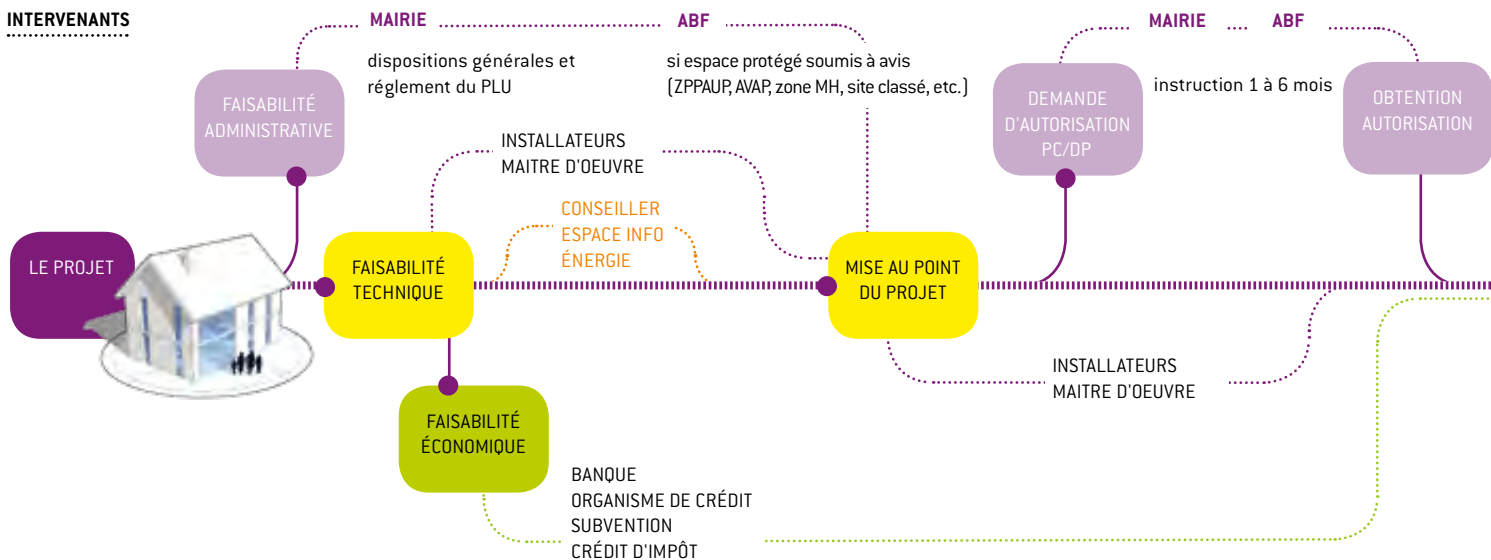 INTERVENANTS
MAIRIE
ABF
MAIRIE
ABF
dispositions générales et
réglement du PLU
si espace protégé soumis à avis
(ZPPAUP, AVAP, zone MH, site classé, etc.)
FAISABILITÉ
ADMINISTRATIVE
DEMANDE
D'AUTORISATION
PC/DP
instruction 1 à 6 mois
OBTENTION
AUTORISATION
INSTALLATEURS
MAITRE D'OEUVRE
CONSEILLER
ESPACE INFO
ÉNERGIE
LE PROJET
FAISABILITÉ
TECHNIQUE
MISE AU POINT
DU PROJET
INSTALLATEURS
MAITRE D'OEUVRE
FAISABILITÉ
ÉCONOMIQUE
BANQUE
ORGANISME DE CRÉDIT
SUBVENTION
CRÉDIT D'IMPÔT